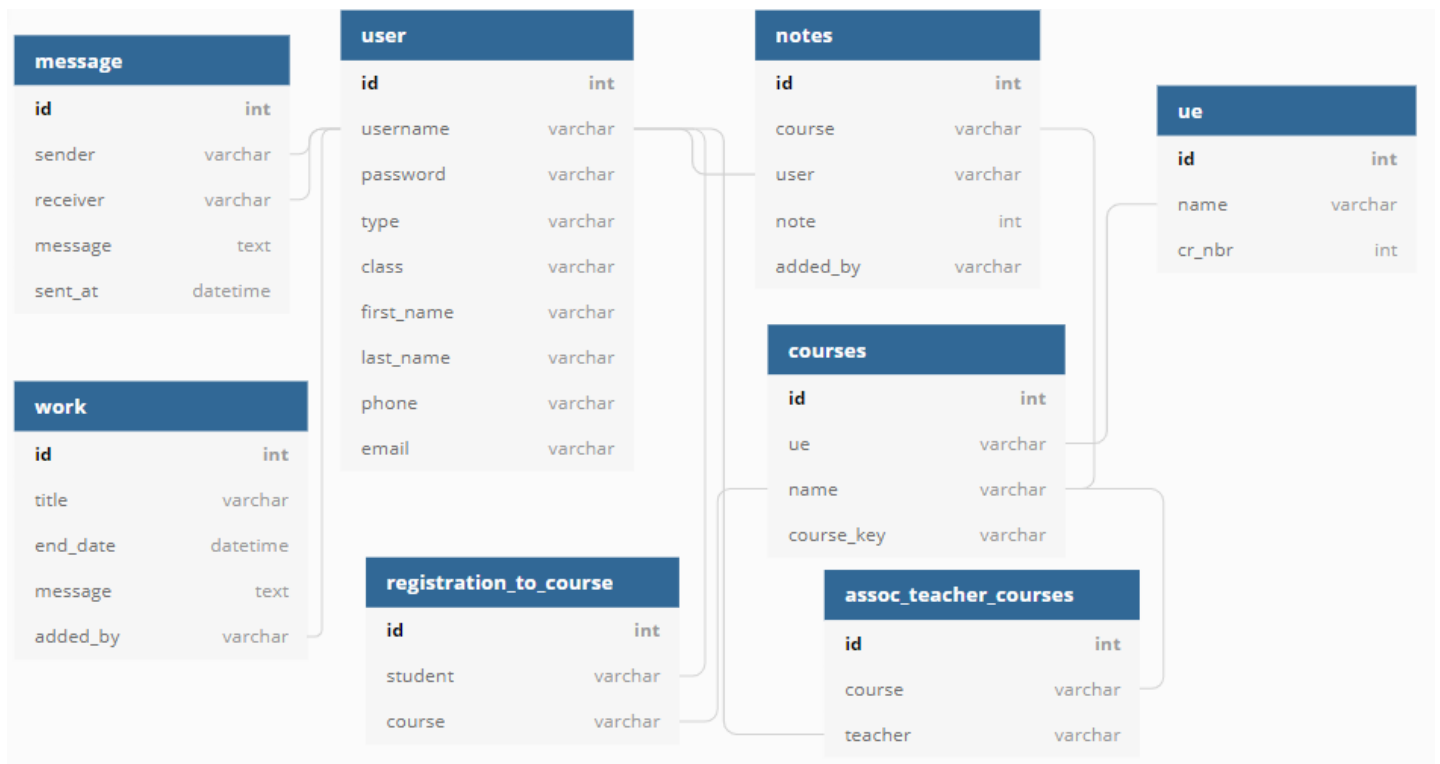 message
id int
sender varchar
receiver varchar
message text
sent_at datetime
user
id int
username varchar
password varchar
type varchar
class varchar
first_name varchar
last_name varchar
phone varchar
email varchar
notes
id int
course varchar
user varchar
note int
added_by varchar
ue
id int
name varchar
cr_nbr int
work
id int
title varchar
end_date datetime
message text
added_by varchar
courses
id int
ue varchar
name varchar
course_key varchar
registration_to_course
id int
student varchar
course varchar
assoc_teacher_courses
id int
course varchar
teacher varchar